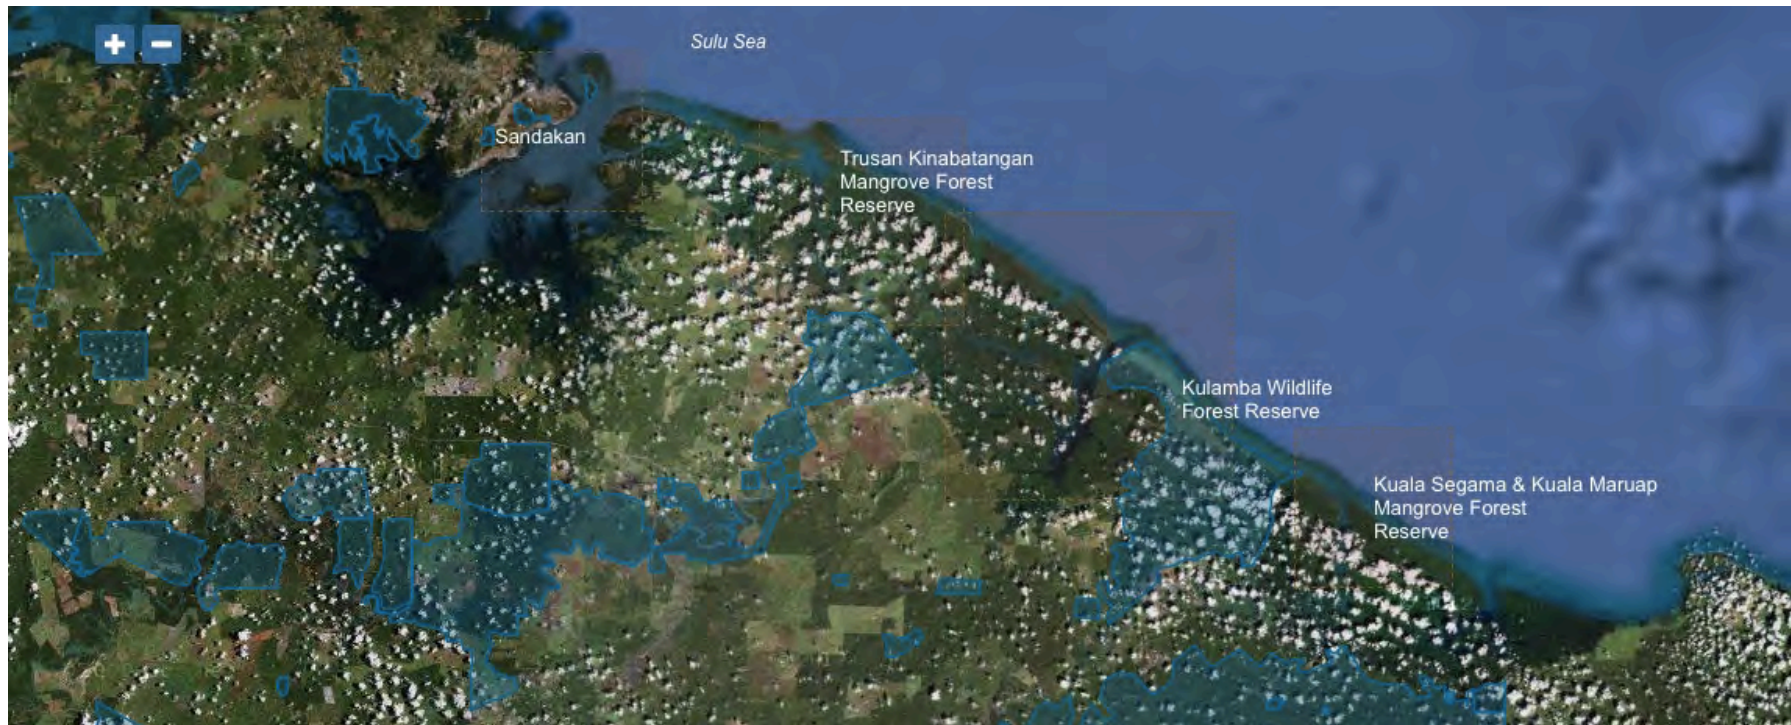 Sulu Sea
Sandakan
Trusan Kinabatangan
Mangrove Forest
Reserve
Kulamba Wildlife
Forest Reserve
Kuala Segama & Kuala Maruap
Mangrove Forest
Reserve